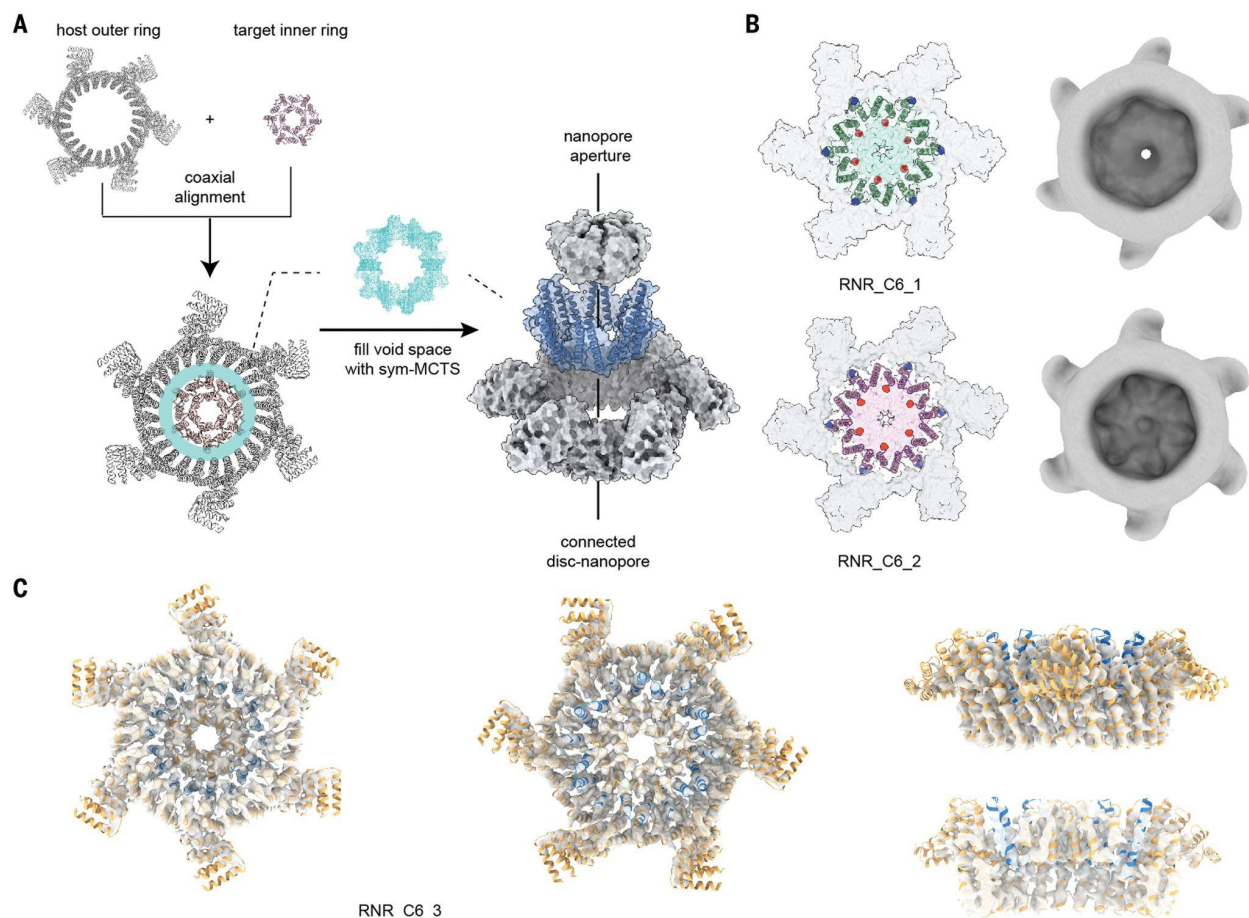 A
host outer ring
target inner ring
+
coaxial
alignment
fill void space
with sym-MCTS
nanopore
aperture
connected
disc-nanopore
B
RNR_C6_1
RNR_C6_2
C
RNR_C6_3